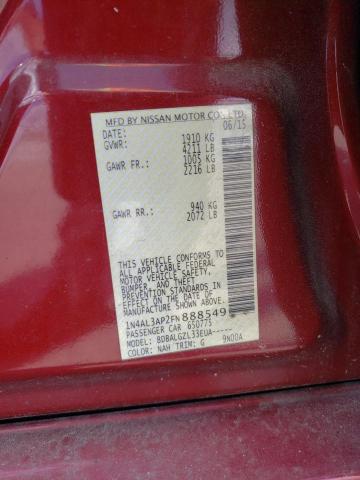 MFD BY NISSAN MOTOR CO., LTD.
DATE: 06/15
GVWR: 1910 KG
4211 LB
GAWR FR.: 1005 KG
2216 LB
GAWR RR.: 940 KG
2072 LB
THIS VEHICLE CONFORMS TO
ALL APPLICABLE FEDERAL
MOTOR VEHICLE SAFETY,
BUMPER, AND THEFT
PREVENTION STANDARDS IN
EFFECT ON THE DATE OF
MANUFACTURE SHOWN ABOVE.
1N4AL3AP2FN888549
PASSENGER CAR 650775
MODEL: BDBALGZL33EUA-----
COLOR: NAH TRIM: G 9N00A